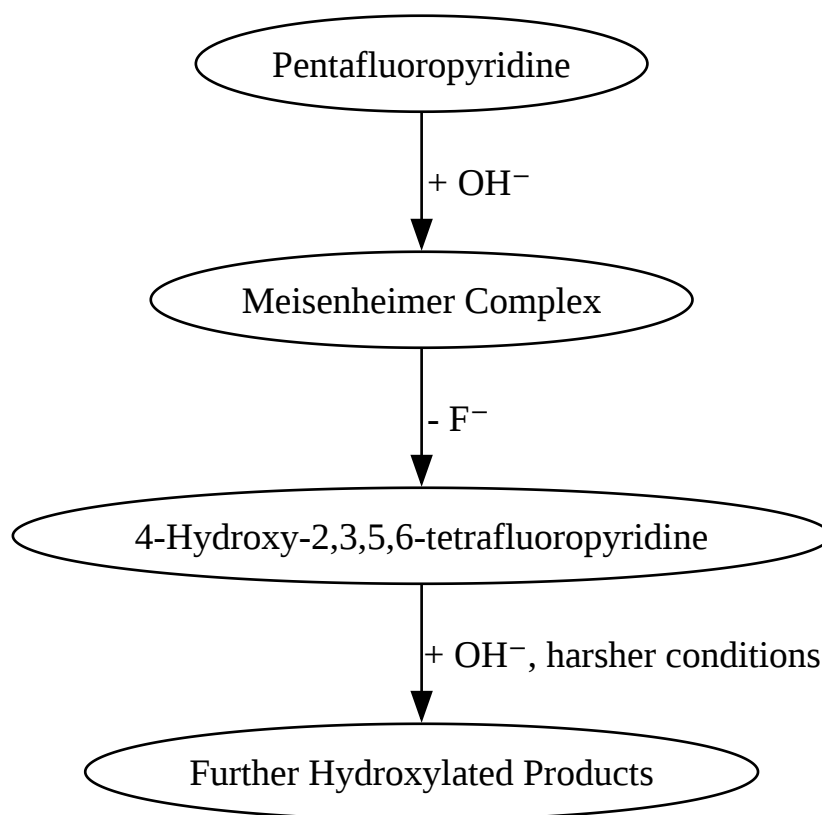 Pentafluoropyridine
+ OH⁻
Meisenheimer Complex
- F⁻
4-Hydroxy-2,3,5,6-tetrafluoropyridine
+ OH⁻, harsher conditions
Further Hydroxylated Products